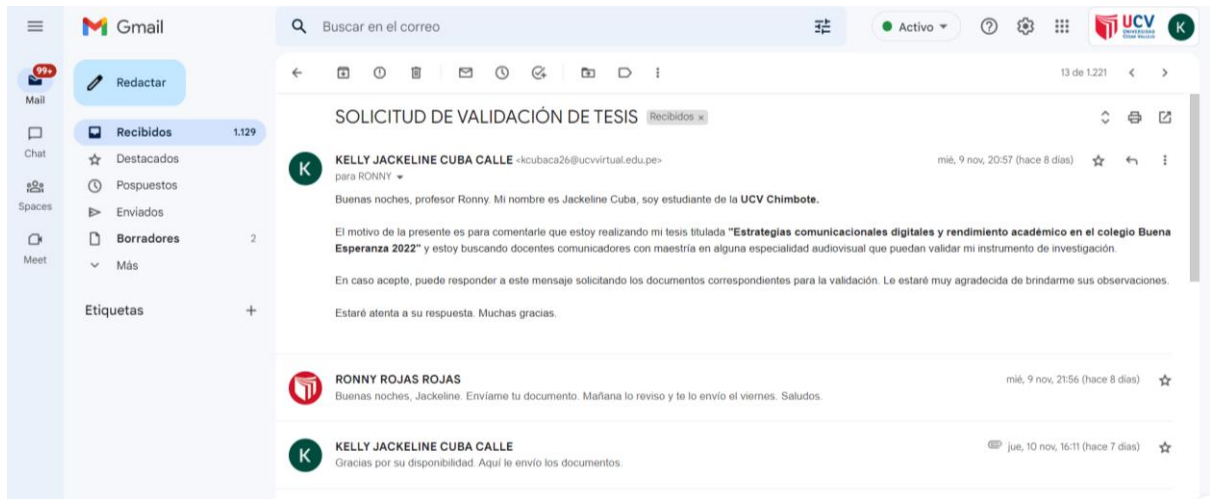 Gmail
Buscar en el correo
Activo
UCV
UNIVERSIDAD
CÉSAR VALLEJO
K
99+
Mail
Chat
Spaces
Meet
Redactar
Recibidos 1.129
Destacados
Pospuestos
Enviados
Borradores 2
Más
Etiquetas +
13 de 1.221
SOLICITUD DE VALIDACIÓN DE TESIS Recibidos x
K
KELLY JACKELINE CUBA CALLE <kcubaca26@ucvvirtual.edu.pe> mié, 9 nov, 20:57 (hace 8 días)
para RONNY
Buenas noches, profesor Ronny. Mi nombre es Jackeline Cuba, soy estudiante de la UCV Chimbote.
El motivo de la presente es para comentarle que estoy realizando mi tesis titulada "Estrategias comunicacionales digitales y rendimiento académico en el colegio Buena
Esperanza 2022" y estoy buscando docentes comunicadores con maestría en alguna especialidad audiovisual que puedan validar mi instrumento de investigación.
En caso acepte, puede responder a este mensaje solicitando los documentos correspondientes para la validación. Le estaré muy agradecida de brindarme sus observaciones.
Estaré atenta a su respuesta. Muchas gracias.
RONNY ROJAS ROJAS mié, 9 nov, 21:56 (hace 8 días)
Buenas noches, Jackeline. Envíame tu documento. Mañana lo reviso y te lo envío el viernes. Saludos.
K
KELLY JACKELINE CUBA CALLE jue, 10 nov, 16:11 (hace 7 días)
Gracias por su disponibilidad. Aquí le envío los documentos.